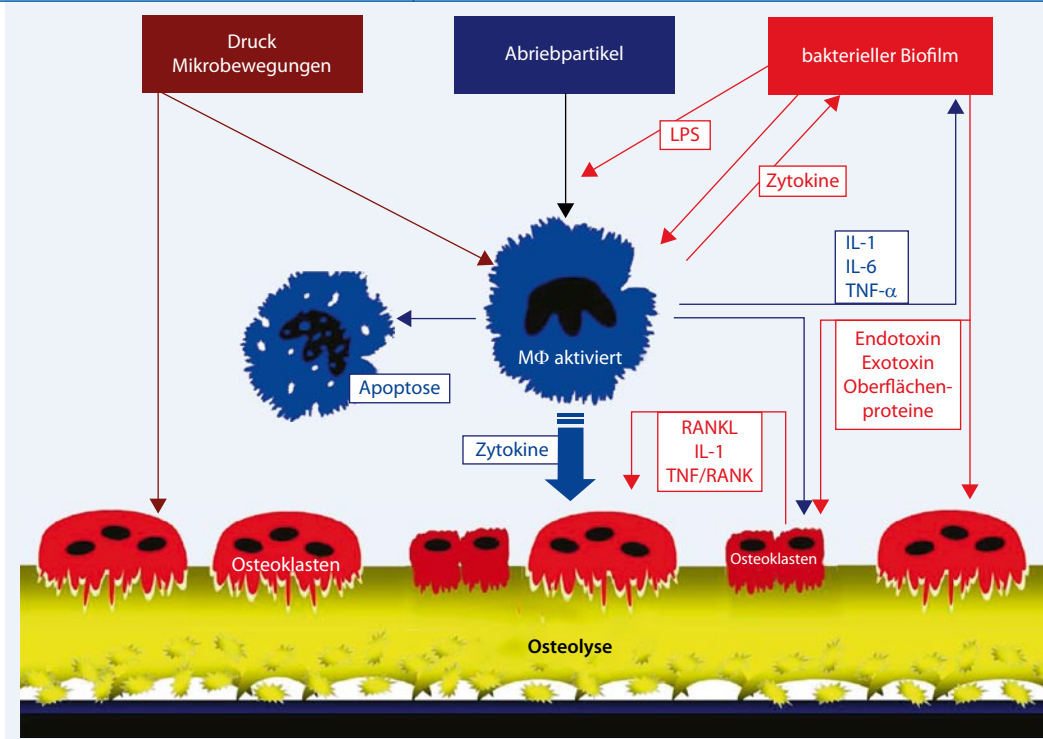 Druck
Mikrobewegungen
Abriebpartikel
bakterieller Biofilm
LPS
Zytokine
IL-1
IL-6
TNF-α
MΦ aktiviert
Endotoxin
Exotoxin
Oberflächen-
proteine
Apoptose
Zytokine
RANKL
IL-1
TNF/RANK
Osteoklasten
Osteoklasten
Osteolyse